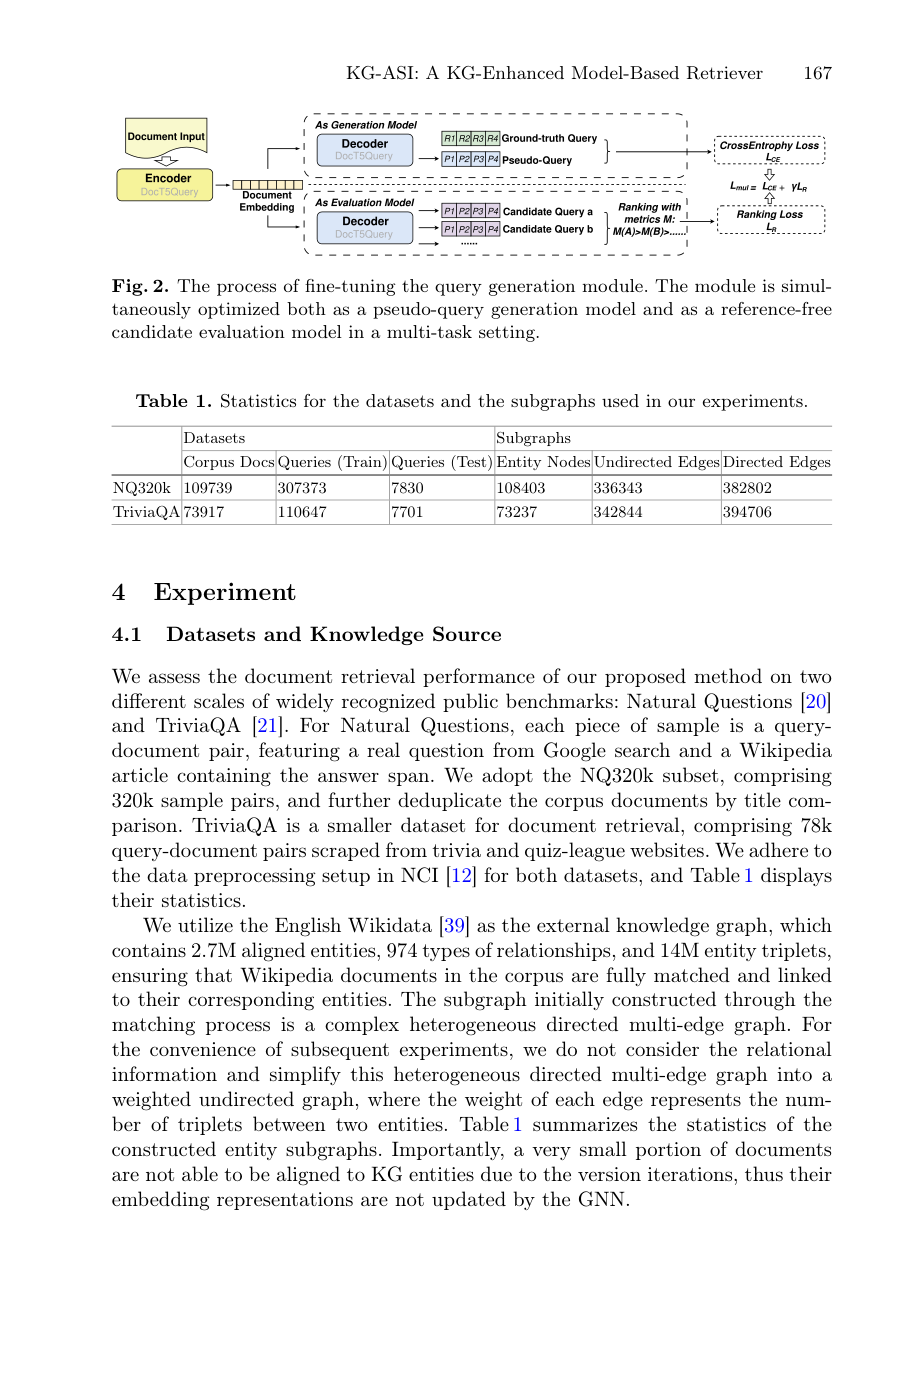 KG-ASI: A KG-Enhanced Model-Based Retriever 167
Document Input
Encoder
DocT5Query
Document
Embedding
As Generation Model
Decoder
DocT5Query
R1 R2 R3 R4 Ground-truth Query
P1 P2 P3 P4 Pseudo-Query
As Evaluation Model
Decoder
DocT5Query
P1 P2 P3 P4 Candidate Query a
P1 P2 P3 P4 Candidate Query b
......
Ranking with
metrics M:
M(A)>M(B)>......
CrossEntrophy Loss
L_CE
L_mul = L_CE + γL_R
Ranking Loss
L_R
Fig. 2. The process of fine-tuning the query generation module. The module is simul-
taneously optimized both as a pseudo-query generation model and as a reference-free
candidate evaluation model in a multi-task setting.
Table 1. Statistics for the datasets and the subgraphs used in our experiments.
Datasets Subgraphs
Corpus Docs Queries (Train) Queries (Test) Entity Nodes Undirected Edges Directed Edges
NQ320k 109739 307373 7830 108403 336343 382802
TriviaQA 73917 110647 7701 73237 342844 394706
4 Experiment
4.1 Datasets and Knowledge Source
We assess the document retrieval performance of our proposed method on two
different scales of widely recognized public benchmarks: Natural Questions [20]
and TriviaQA [21]. For Natural Questions, each piece of sample is a query-
document pair, featuring a real question from Google search and a Wikipedia
article containing the answer span. We adopt the NQ320k subset, comprising
320k sample pairs, and further deduplicate the corpus documents by title com-
parison. TriviaQA is a smaller dataset for document retrieval, comprising 78k
query-document pairs scraped from trivia and quiz-league websites. We adhere to
the data preprocessing setup in NCI [12] for both datasets, and Table 1 displays
their statistics.
We utilize the English Wikidata [39] as the external knowledge graph, which
contains 2.7M aligned entities, 974 types of relationships, and 14M entity triplets,
ensuring that Wikipedia documents in the corpus are fully matched and linked
to their corresponding entities. The subgraph initially constructed through the
matching process is a complex heterogeneous directed multi-edge graph. For
the convenience of subsequent experiments, we do not consider the relational
information and simplify this heterogeneous directed multi-edge graph into a
weighted undirected graph, where the weight of each edge represents the num-
ber of triplets between two entities. Table 1 summarizes the statistics of the
constructed entity subgraphs. Importantly, a very small portion of documents
are not able to be aligned to KG entities due to the version iterations, thus their
embedding representations are not updated by the GNN.